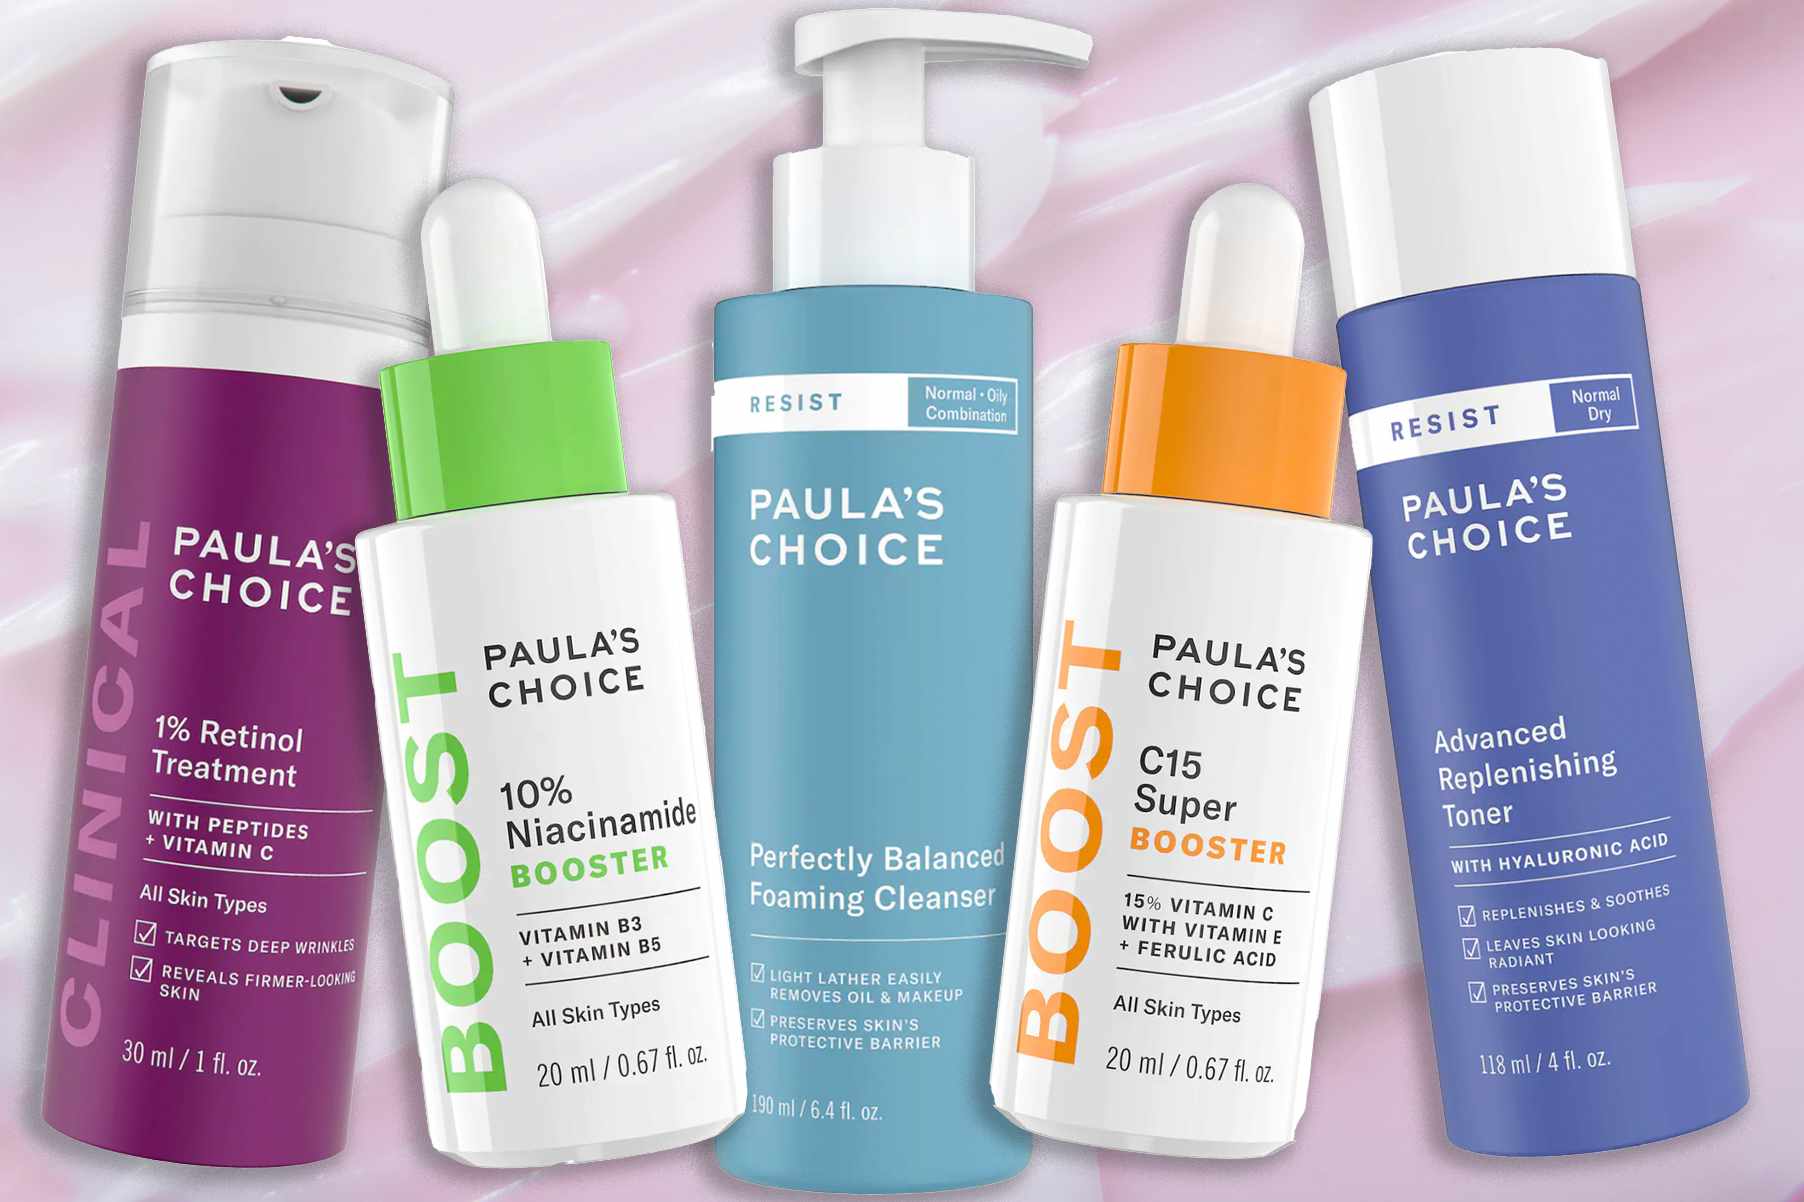 CLINICAL
PAULA'S
CHOICE
1% Retinol
Treatment
WITH PEPTIDES
+ VITAMIN C
All Skin Types
TARGETS DEEP WRINKLES
REVEALS FIRMER-LOOKING
SKIN
30 ml / 1 fl. oz.
BOOST
PAULA'S
CHOICE
10%
Niacinamide
BOOSTER
VITAMIN B3
+ VITAMIN B5
All Skin Types
20 ml / 0.67 fl. oz.
RESIST
Normal • Oily
Combination
PAULA'S
CHOICE
Perfectly Balanced
Foaming Cleanser
LIGHT LATHER EASILY
REMOVES OIL & MAKEUP
PRESERVES SKIN'S
PROTECTIVE BARRIER
190 ml / 6.4 fl. oz.
BOOST
PAULA'S
CHOICE
C15
Super
BOOSTER
15% VITAMIN C
WITH VITAMIN E
+ FERULIC ACID
All Skin Types
20 ml / 0.67 fl. oz.
RESIST
Normal
Dry
PAULA'S
CHOICE
Advanced
Replenishing
Toner
WITH HYALURONIC ACID
REPLENISHES & SOOTHES
LEAVES SKIN LOOKING
RADIANT
PRESERVES SKIN'S
PROTECTIVE BARRIER
118 ml / 4 fl. oz.